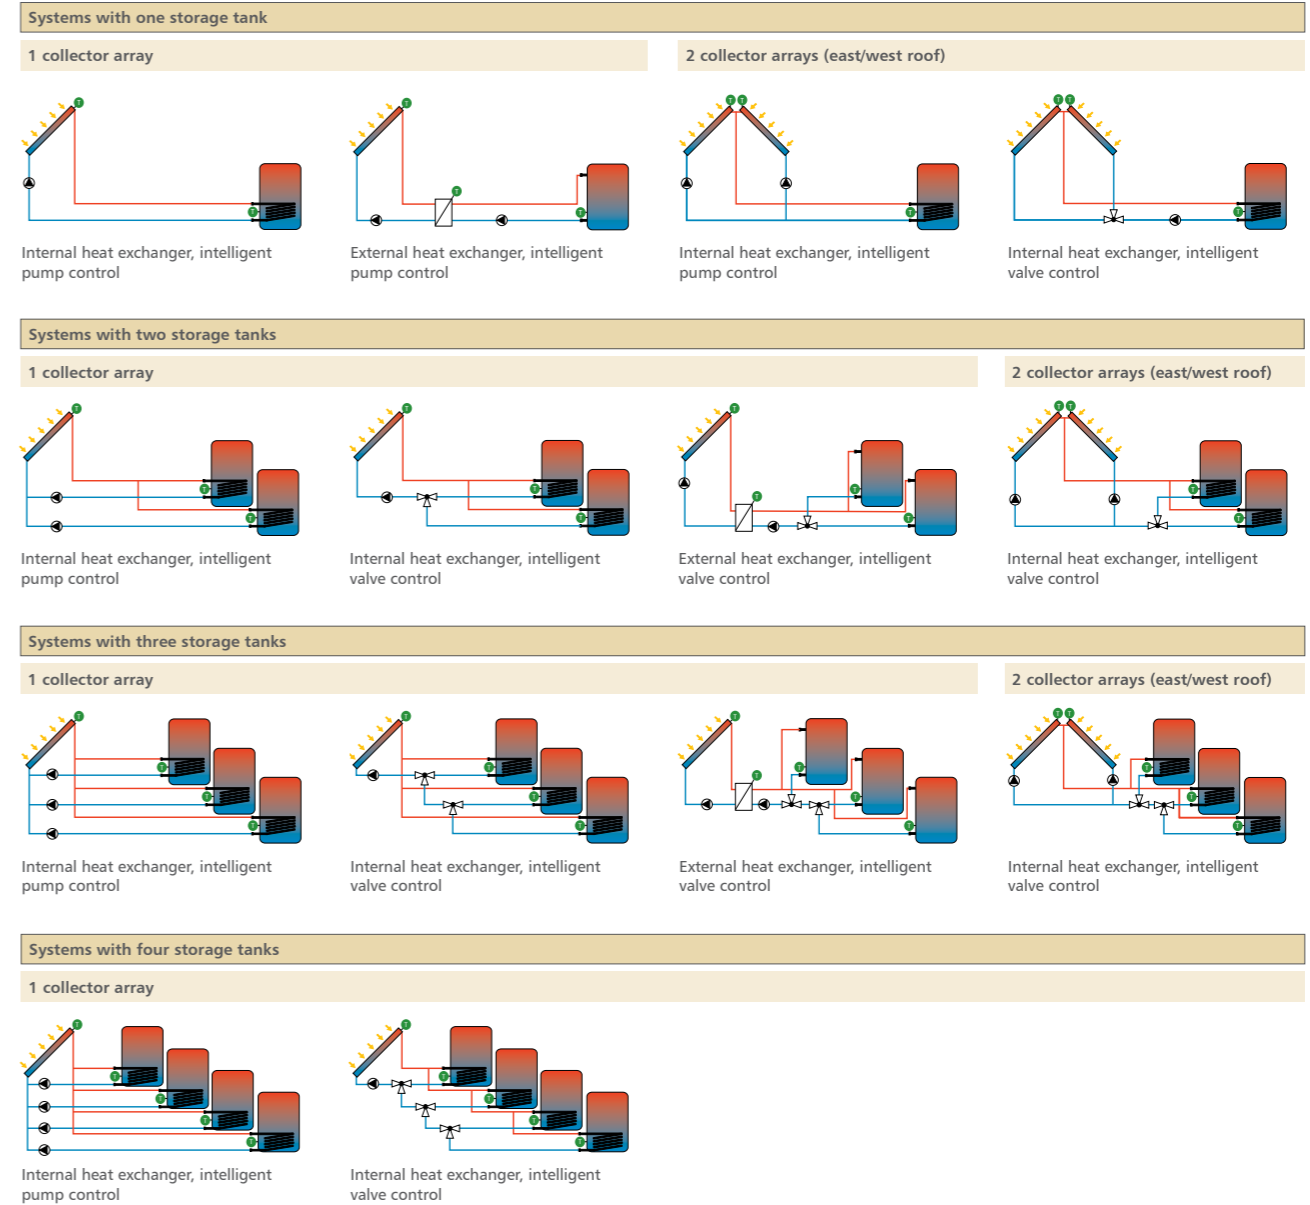 Systems with one storage tank
1 collector array
2 collector arrays (east/west roof)
T
T
T
T
T T
T
T T
T
Internal heat exchanger, intelligent
pump control
External heat exchanger, intelligent
pump control
Internal heat exchanger, intelligent
pump control
Internal heat exchanger, intelligent
valve control
Systems with two storage tanks
1 collector array
2 collector arrays (east/west roof)
T
T
T
T
T
T
T
T
T
T
T T
T
T
Internal heat exchanger, intelligent
pump control
Internal heat exchanger, intelligent
valve control
External heat exchanger, intelligent
valve control
Internal heat exchanger, intelligent
valve control
Systems with three storage tanks
1 collector array
2 collector arrays (east/west roof)
T
T
T
T
T
T
T
T
T
T
T
T
T
T T
T
T
T
Internal heat exchanger, intelligent
pump control
Internal heat exchanger, intelligent
valve control
External heat exchanger, intelligent
valve control
Internal heat exchanger, intelligent
valve control
Systems with four storage tanks
1 collector array
T
T
T
T
T
T
T
T
T
T
Internal heat exchanger, intelligent
pump control
Internal heat exchanger, intelligent
valve control